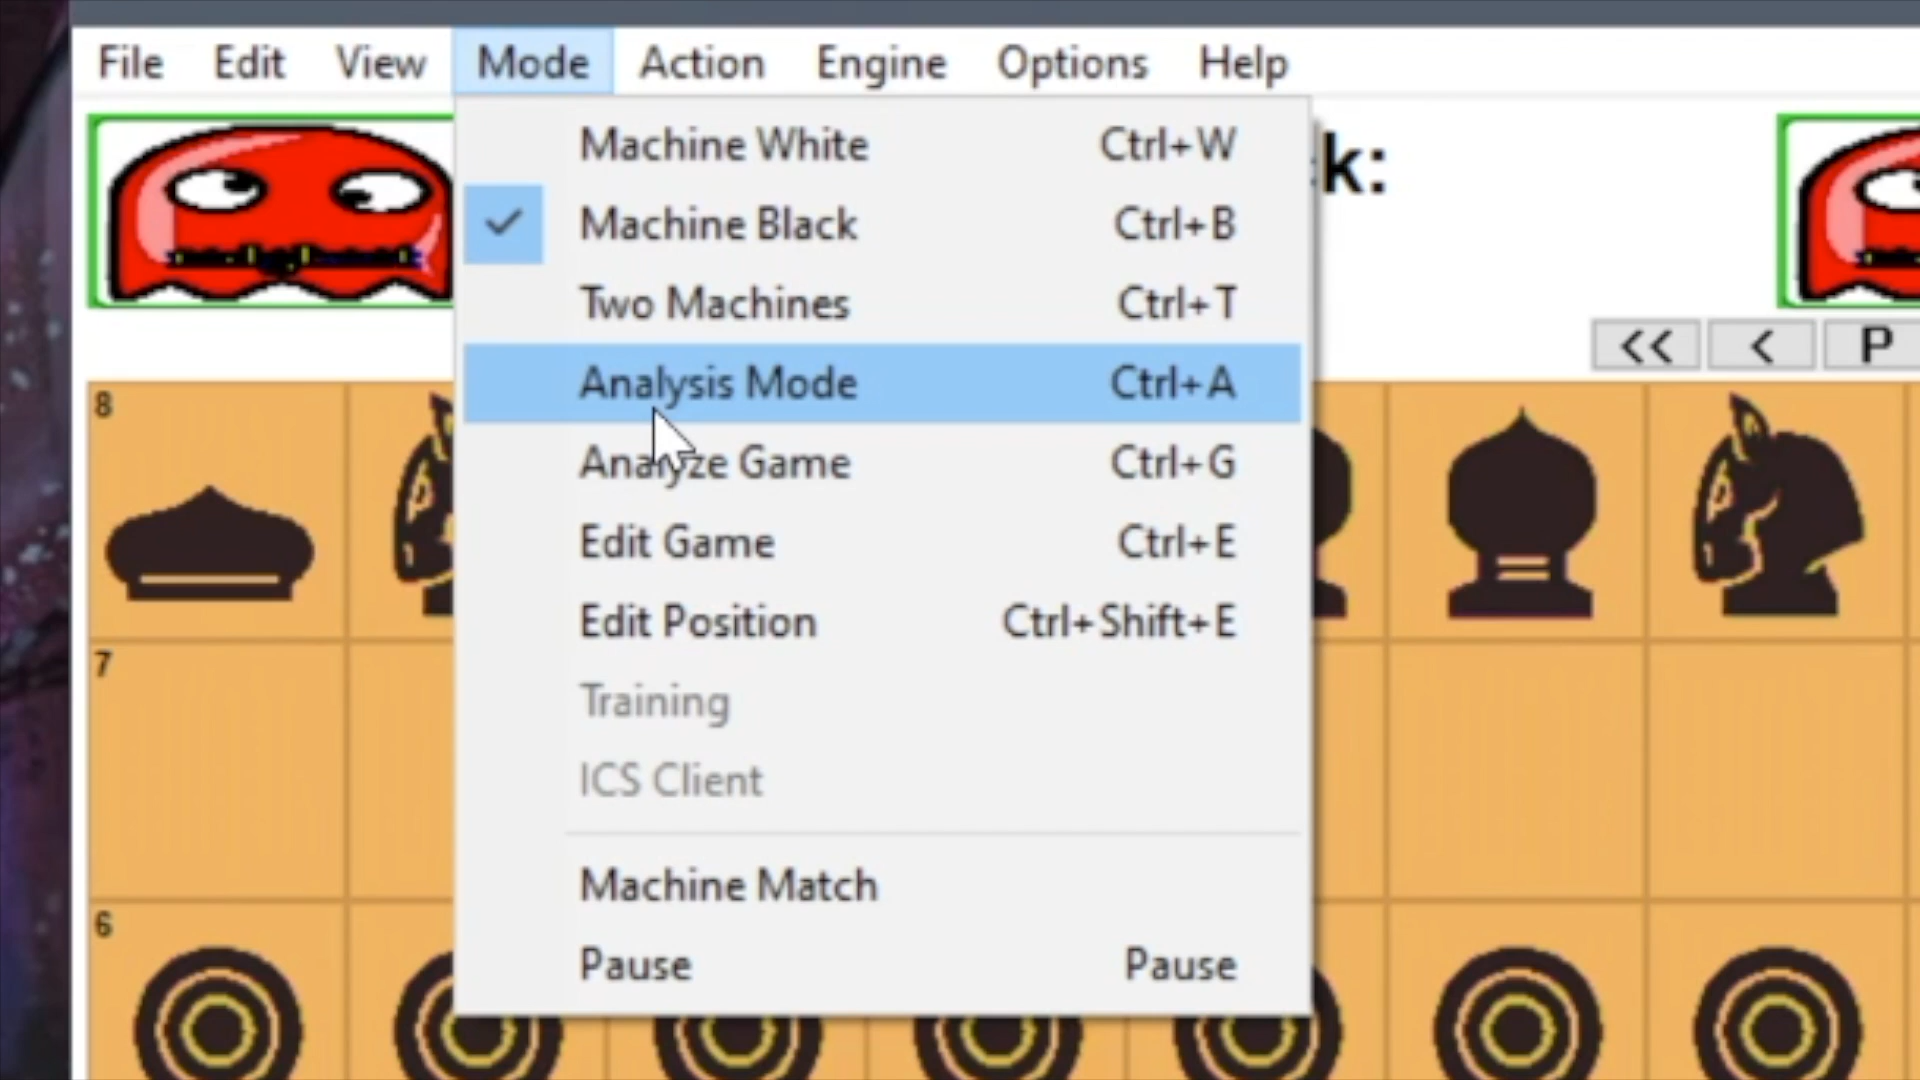 File Edit View Mode Action Engine Options Help
Machine White Ctrl+W
k:
Machine Black Ctrl+B
Two Machines Ctrl+T
<< < P
Analysis Mode Ctrl+A
8
Analyze Game Ctrl+G
Edit Game Ctrl+E
Edit Position Ctrl+Shift+E
7
Training
ICS Client
Machine Match
6
Pause Pause